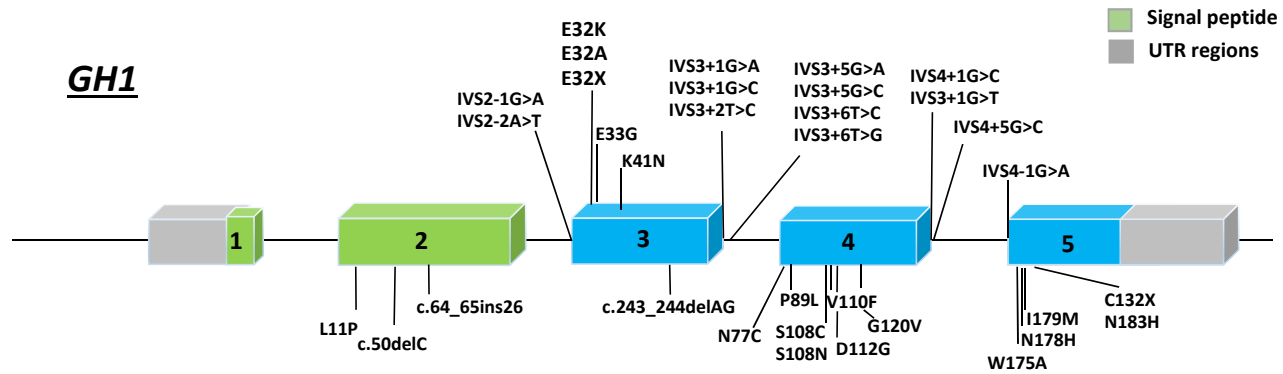 Signal peptide
UTR regions
GH1
E32K
E32A
E32X
IVS2-1G>A
IVS2-2A>T
E33G
K41N
IVS3+1G>A
IVS3+1G>C
IVS3+2T>C
IVS3+5G>A
IVS3+5G>C
IVS3+6T>C
IVS3+6T>G
IVS4+1G>C
IVS3+1G>T
IVS4+5G>C
IVS4-1G>A
1
2
3
4
5
L11P
c.50delC
c.64_65ins26
c.243_244delAG
N77C
P89L
S108C
S108N
V110F
D112G
G120V
W175A
N178H
I179M
C132X
N183H